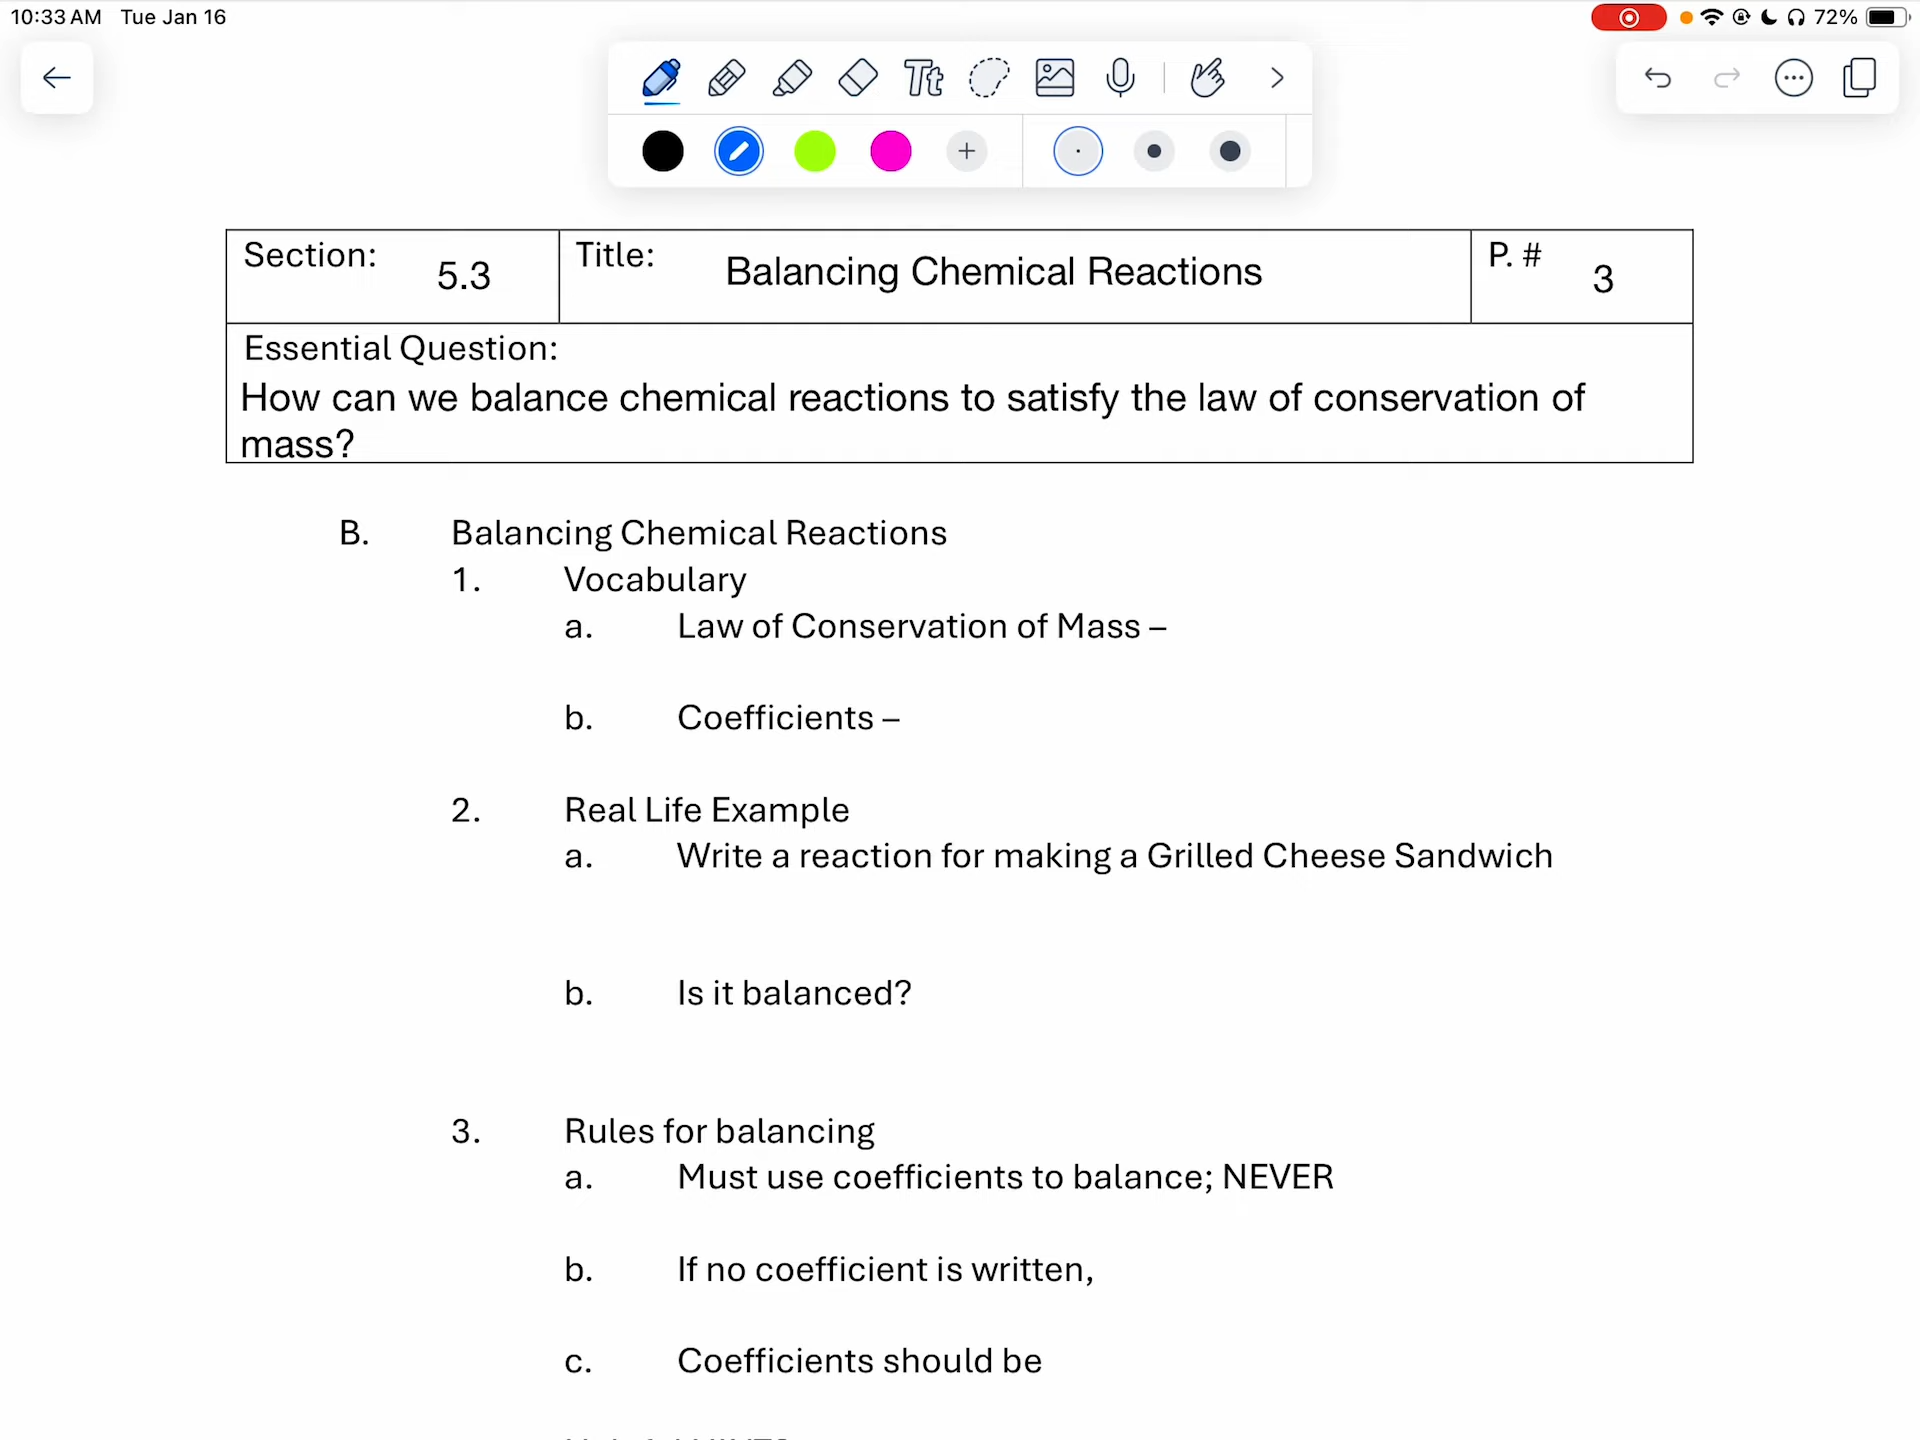 10:33 AM Tue Jan 16
72%
Tt
Section: 5.3 Title: Balancing Chemical Reactions P. # 3
Essential Question:
How can we balance chemical reactions to satisfy the law of conservation of
mass?
B. Balancing Chemical Reactions
1. Vocabulary
a. Law of Conservation of Mass –
b. Coefficients –
2. Real Life Example
a. Write a reaction for making a Grilled Cheese Sandwich
b. Is it balanced?
3. Rules for balancing
a. Must use coefficients to balance; NEVER
b. If no coefficient is written,
c. Coefficients should be